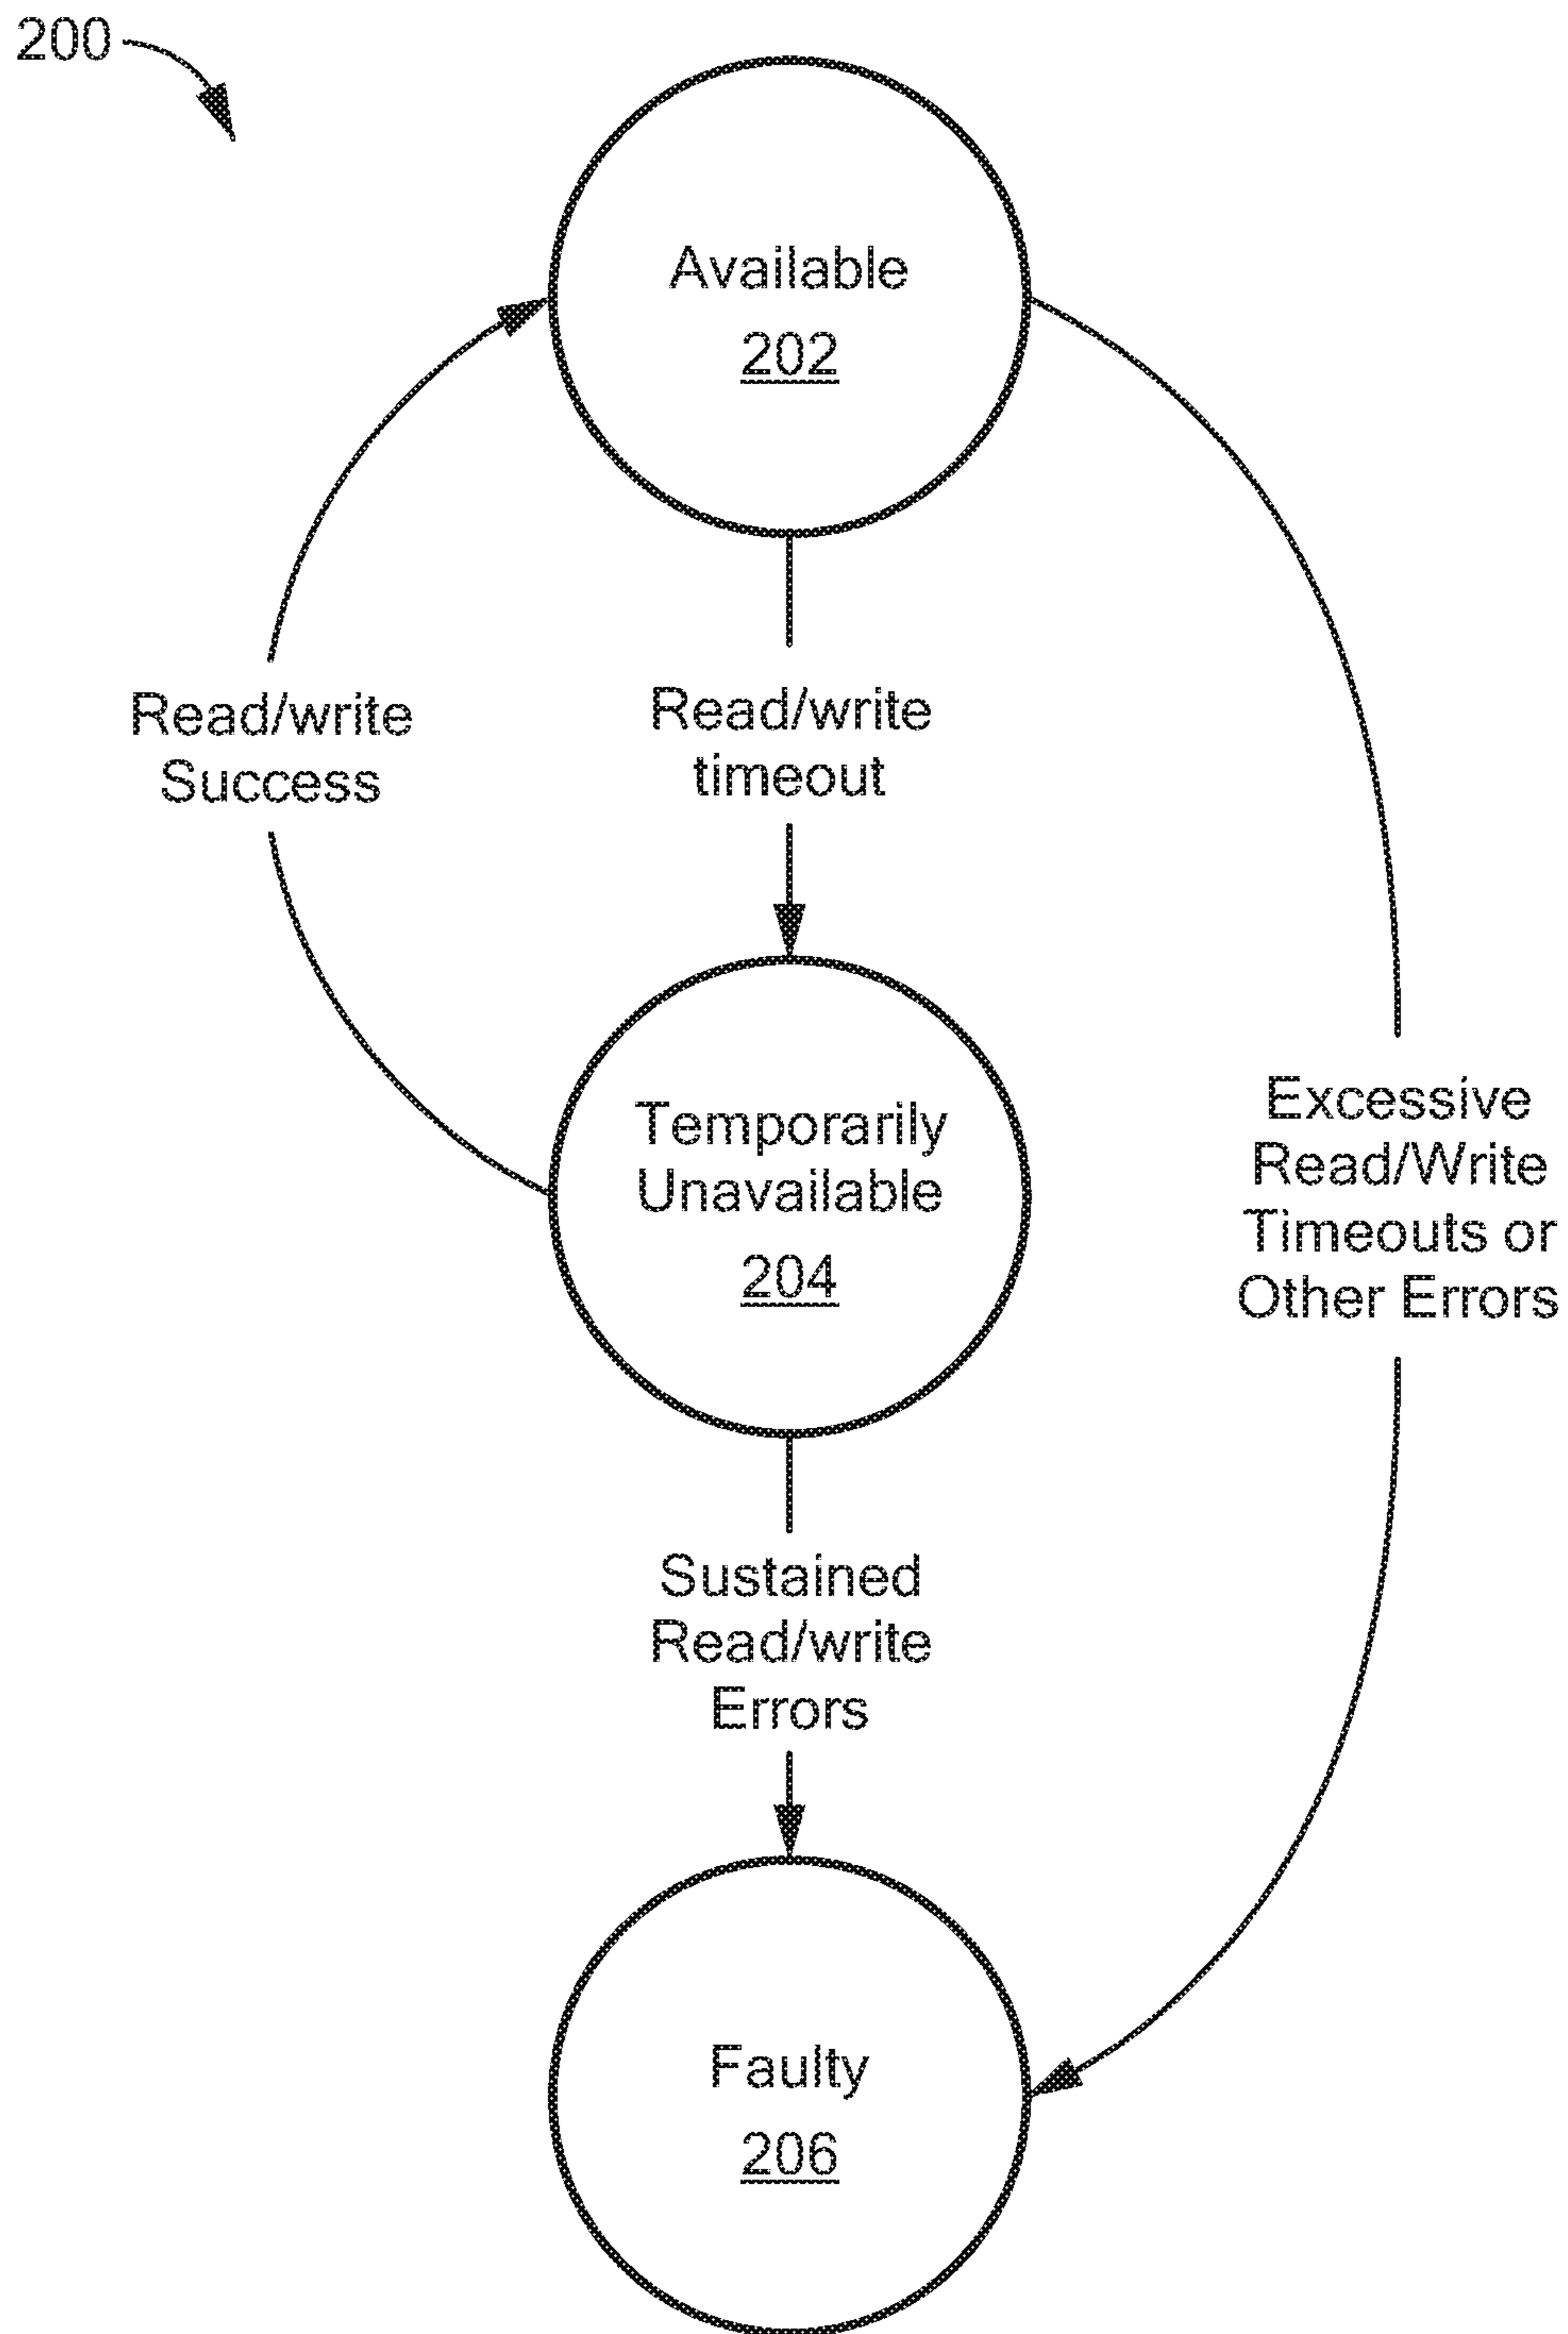 200
Available
202
Read/write
Success
Read/write
timeout
Temporarily
Unavailable
204
Excessive
Read/Write
Timeouts or
Other Errors
Sustained
Read/write
Errors
Faulty
206